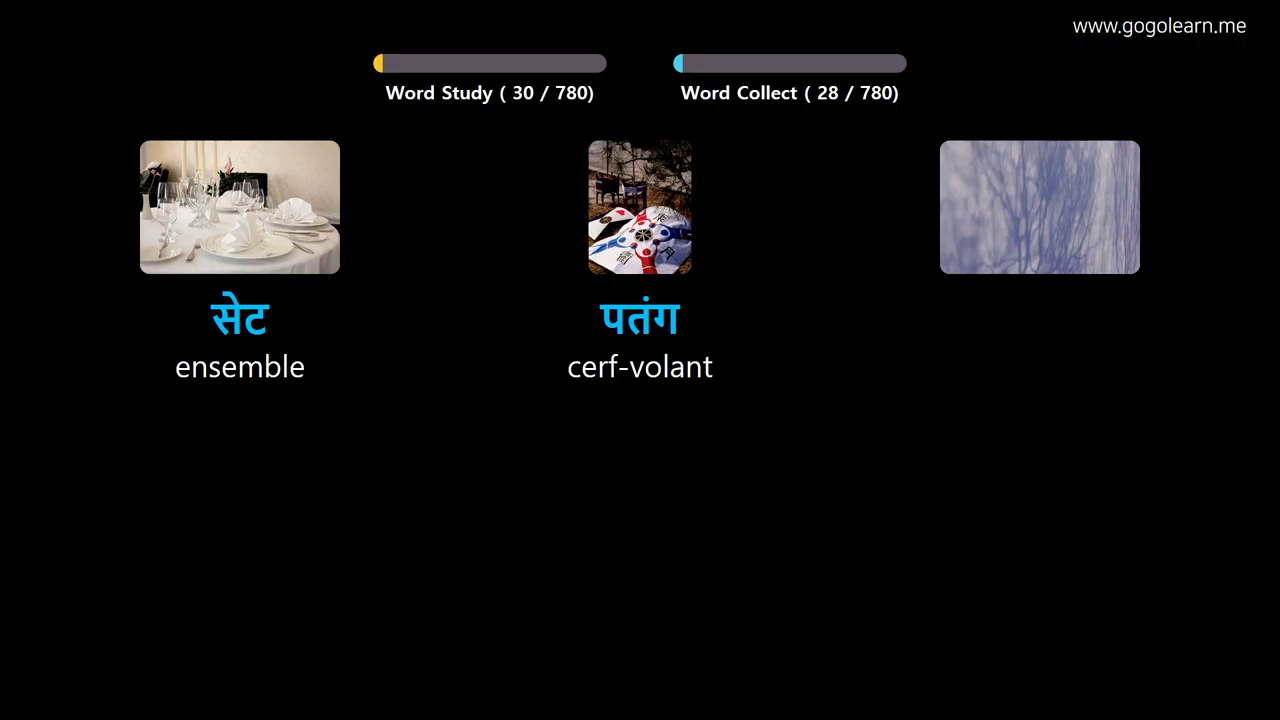 www.gogolearn.me
Word Study ( 30 / 780)
Word Collect ( 28 / 780)
सेट
ensemble
पतंग
cerf-volant